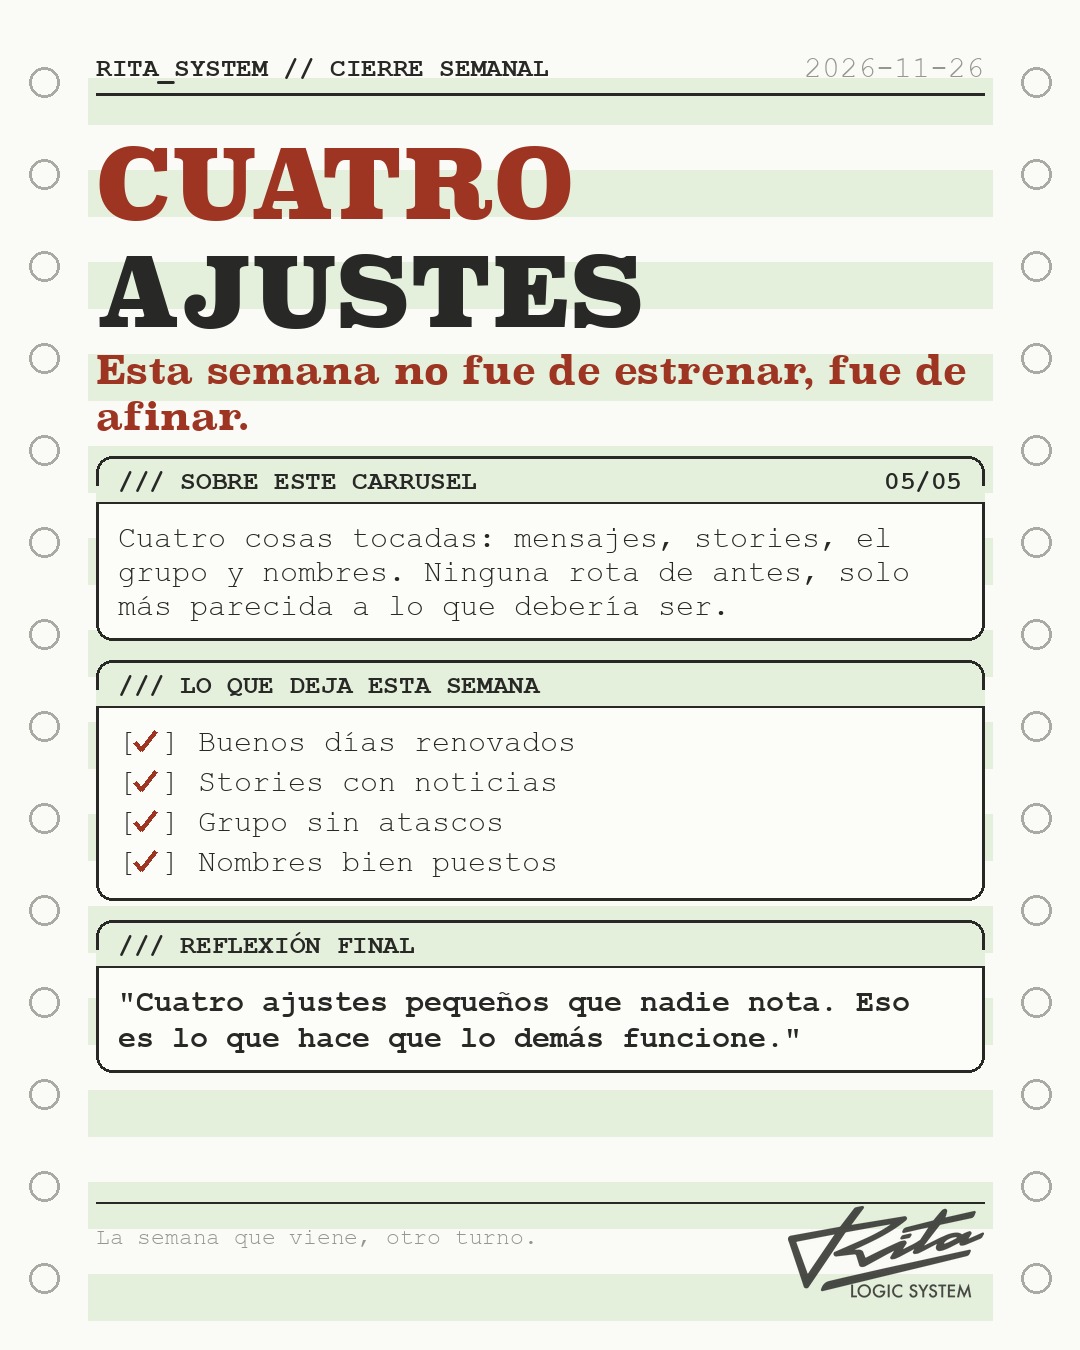 RITA_SYSTEM // CIERRE SEMANAL
2026-11-26
CUATRO
AJUSTES
Esta semana no fue de estrenar, fue de
afinar.
/// SOBRE ESTE CARRUSEL
05/05
Cuatro cosas tocadas: mensajes, stories, el
grupo y nombres. Ninguna rota de antes, solo
más parecida a lo que debería ser.
/// LO QUE DEJA ESTA SEMANA
[✓] Buenos días renovados
[✓] Stories con noticias
[✓] Grupo sin atascos
[✓] Nombres bien puestos
/// REFLEXIÓN FINAL
"Cuatro ajustes pequeños que nadie nota. Eso
es lo que hace que lo demás funcione."
La semana que viene, otro turno.
Rita
LOGIC SYSTEM